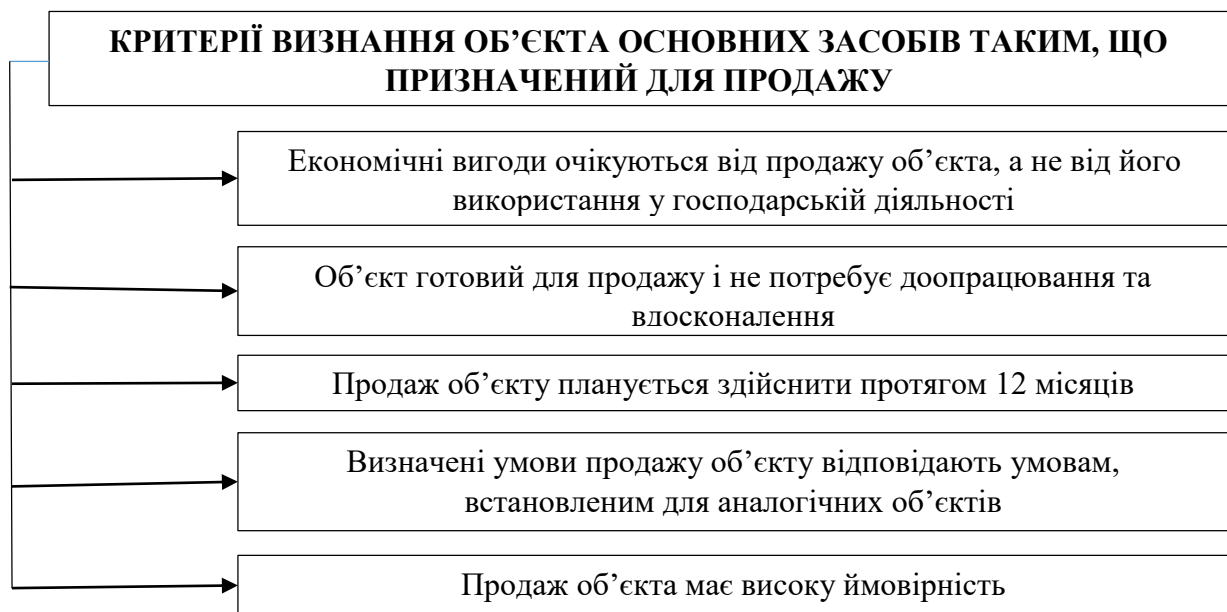 КРИТЕРІЇ ВИЗНАННЯ ОБ’ЄКТА ОСНОВНИХ ЗАСОБІВ ТАКИМ, ЩО
ПРИЗНАЧЕНИЙ ДЛЯ ПРОДАЖУ
Економічні вигоди очікуються від продажу об’єкта, а не від його
використання у господарській діяльності
Об’єкт готовий для продажу і не потребує доопрацювання та
вдосконалення
Продаж об’єкту планується здійснити протягом 12 місяців
Визначені умови продажу об’єкту відповідають умовам,
встановленим для аналогічних об’єктів
Продаж об’єкта має високу ймовірність